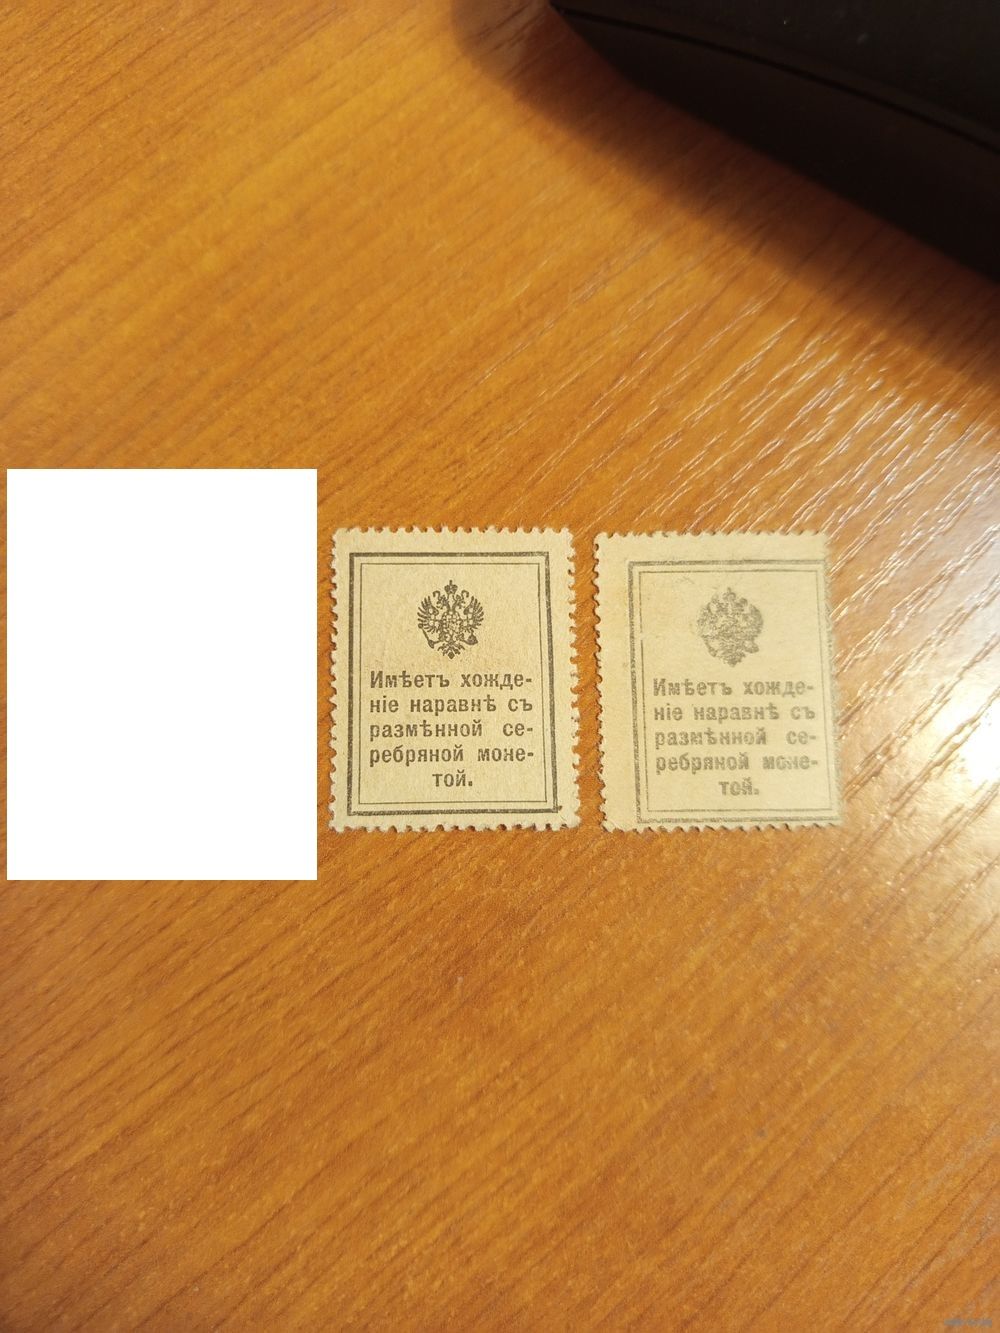 Имѣетъ хожде-
ніе наравнѣ съ
размѣнной се-
ребряной моне-
той.
Имѣетъ хожде-
ніе наравнѣ съ
размѣнной се-
ребряной моне-
той.